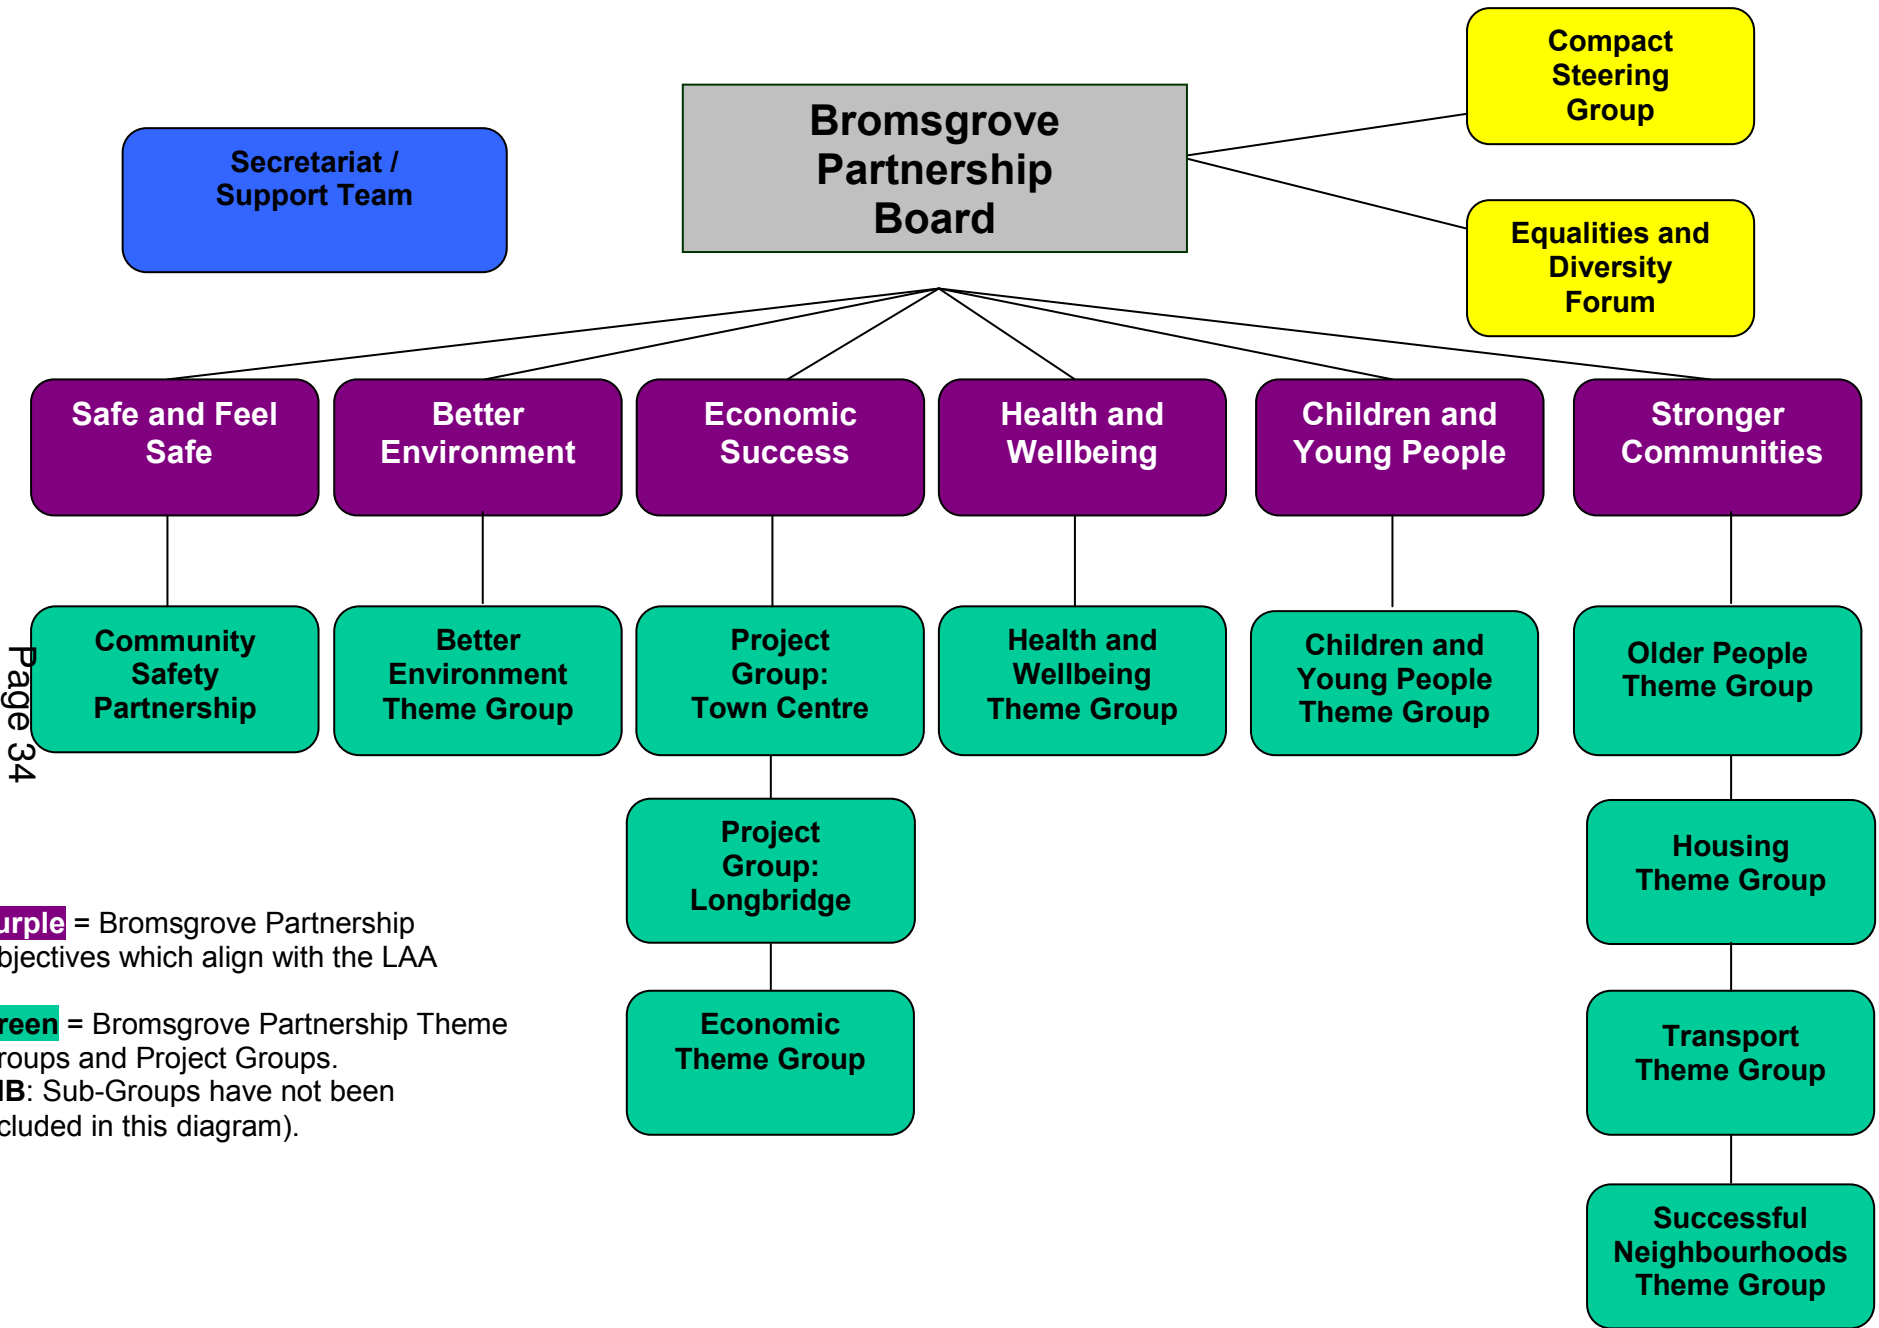 Compact
Steering
Group
Bromsgrove
Partnership
Board
Secretariat /
Support Team
Equalities and
Diversity
Forum
Safe and Feel
Safe
Better
Environment
Economic
Success
Health and
Wellbeing
Children and
Young People
Stronger
Communities
Community
Safety
Partnership
Better
Environment
Theme Group
Project
Group:
Town Centre
Health and
Wellbeing
Theme Group
Children and
Young People
Theme Group
Older People
Theme Group
Page 34
Project
Group:
Longbridge
Housing
Theme Group
urple = Bromsgrove Partnership
bjectives which align with the LAA
reen = Bromsgrove Partnership Theme
roups and Project Groups.
IB: Sub-Groups have not been
cluded in this diagram).
Economic
Theme Group
Transport
Theme Group
Successful
Neighbourhoods
Theme Group